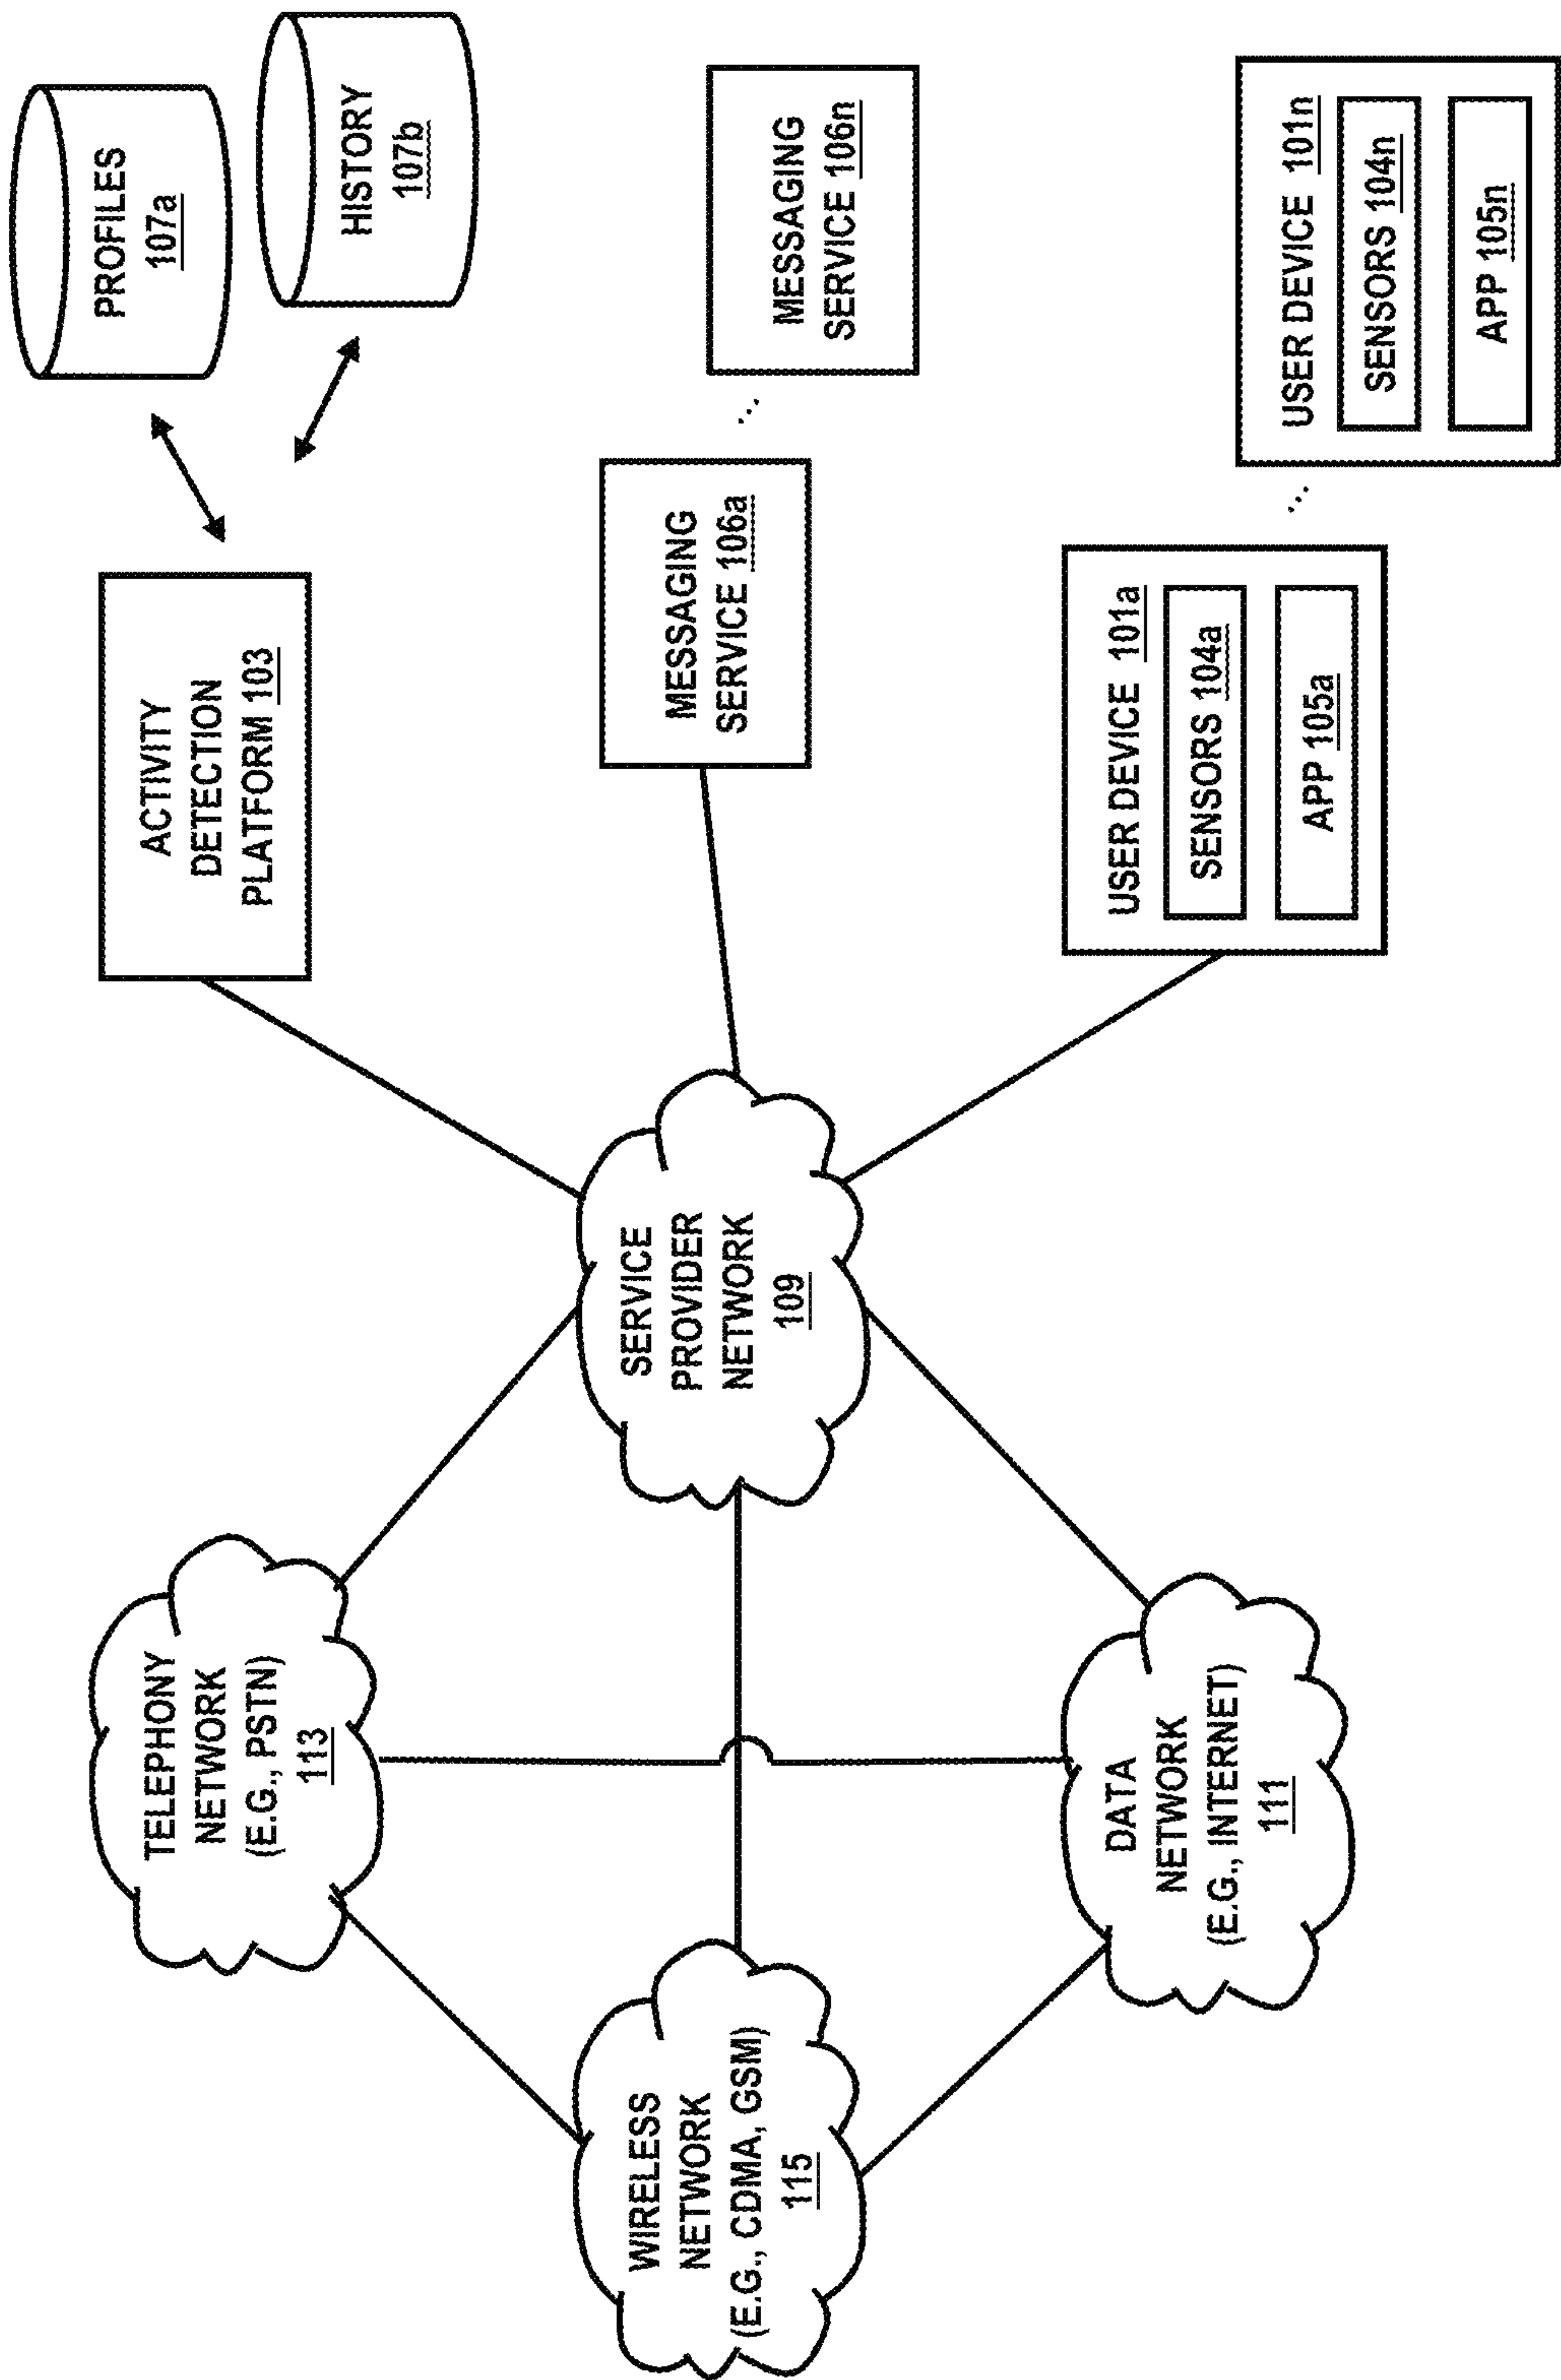 PROFILES
107a
HISTORY
107b
ACTIVITY
DETECTION
PLATFORM 103
MESSAGING
SERVICE 106a
...
MESSAGING
SERVICE 106n
USER DEVICE 101a
SENSORS 104a
APP 105a
...
USER DEVICE 101n
SENSORS 104n
APP 105n
SERVICE
PROVIDER
NETWORK
109
TELEPHONY
NETWORK
(E.G., PSTN)
113
WIRELESS
NETWORK
(E.G., CDMA, GSM)
115
DATA
NETWORK
(E.G., INTERNET)
111